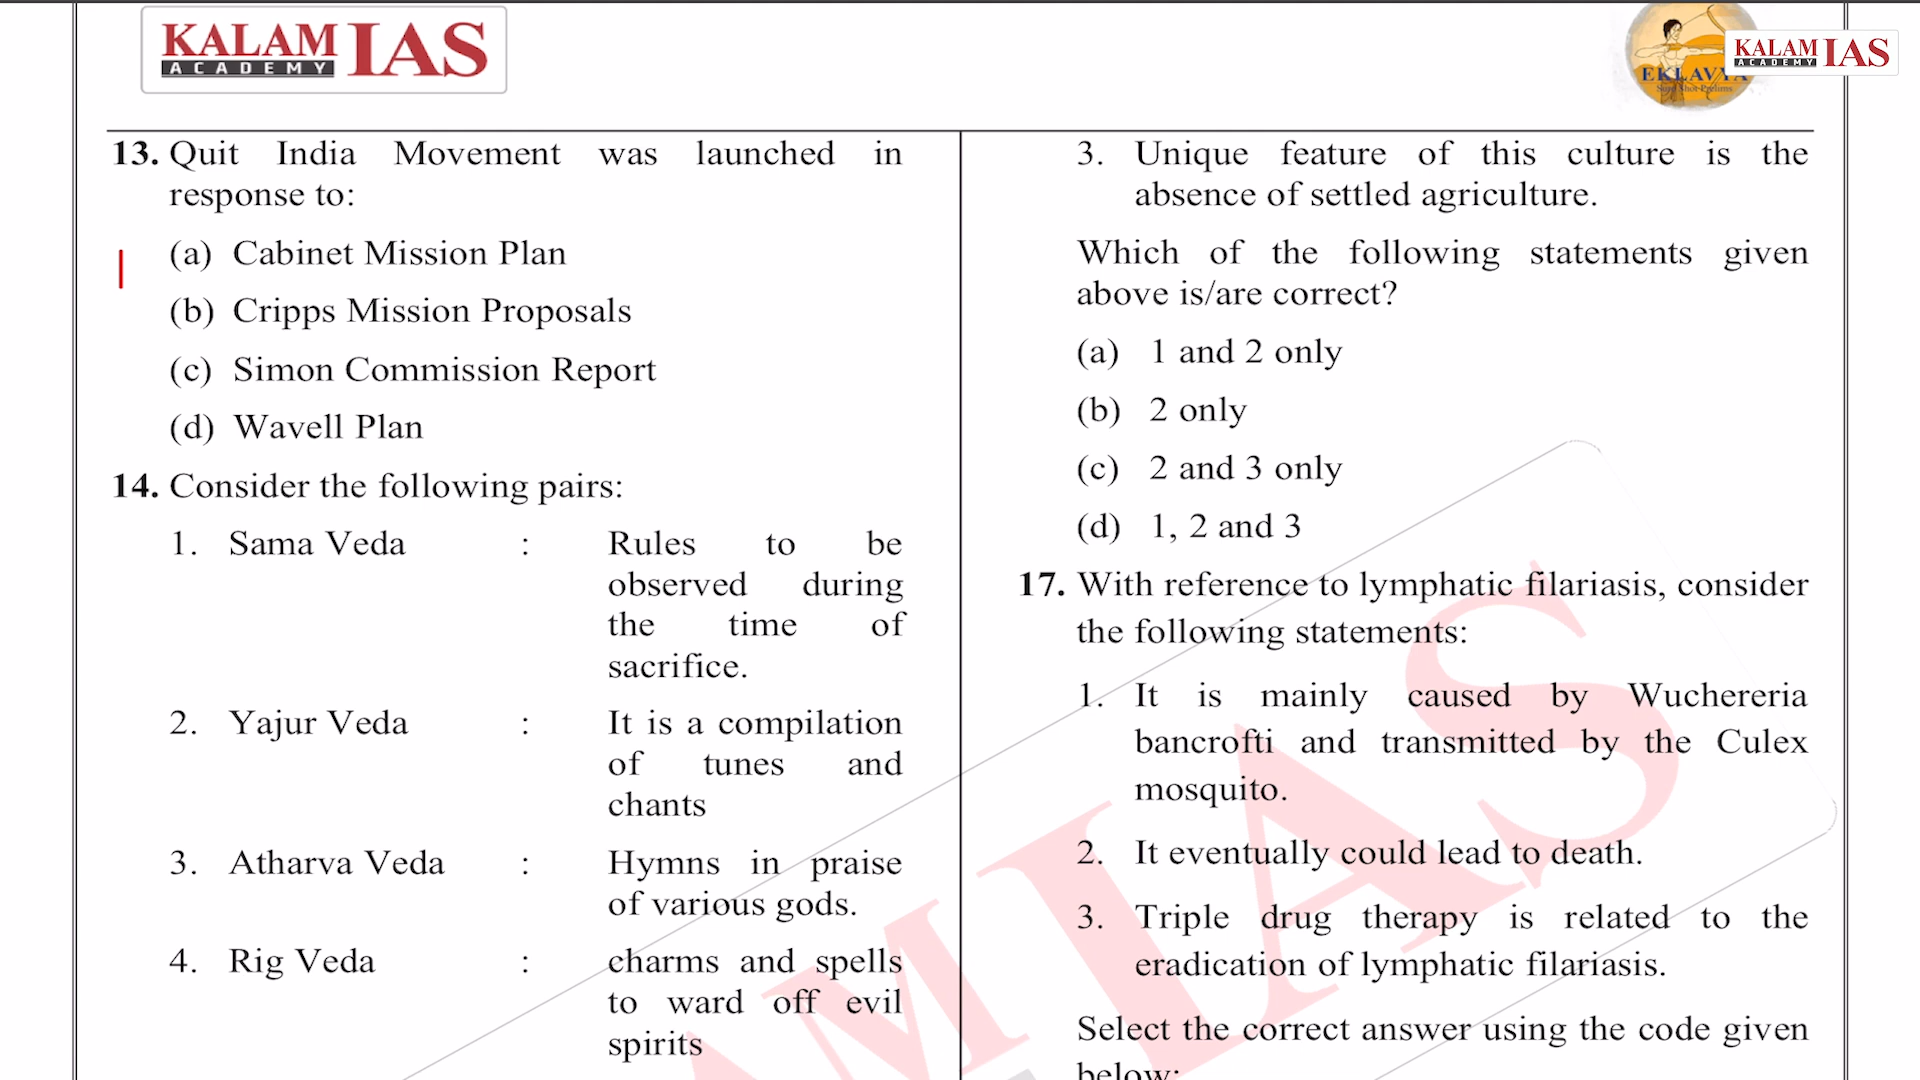 KALAM IAS
ACADEMY
EKLAVYA
Sure Shot Prelims
KALAM IAS
ACADEMY
13. Quit India Movement was launched in
response to:
(a) Cabinet Mission Plan
(b) Cripps Mission Proposals
(c) Simon Commission Report
(d) Wavell Plan
14. Consider the following pairs:
1. Sama Veda : Rules to be
observed during
the time of
sacrifice.
2. Yajur Veda : It is a compilation
of tunes and
chants
3. Atharva Veda : Hymns in praise
of various gods.
4. Rig Veda : charms and spells
to ward off evil
spirits
3. Unique feature of this culture is the
absence of settled agriculture.
Which of the following statements given
above is/are correct?
(a) 1 and 2 only
(b) 2 only
(c) 2 and 3 only
(d) 1, 2 and 3
17. With reference to lymphatic filariasis, consider
the following statements:
1. It is mainly caused by Wuchereria
bancrofti and transmitted by the Culex
mosquito.
2. It eventually could lead to death.
3. Triple drug therapy is related to the
eradication of lymphatic filariasis.
Select the correct answer using the code given
below:
M IAS